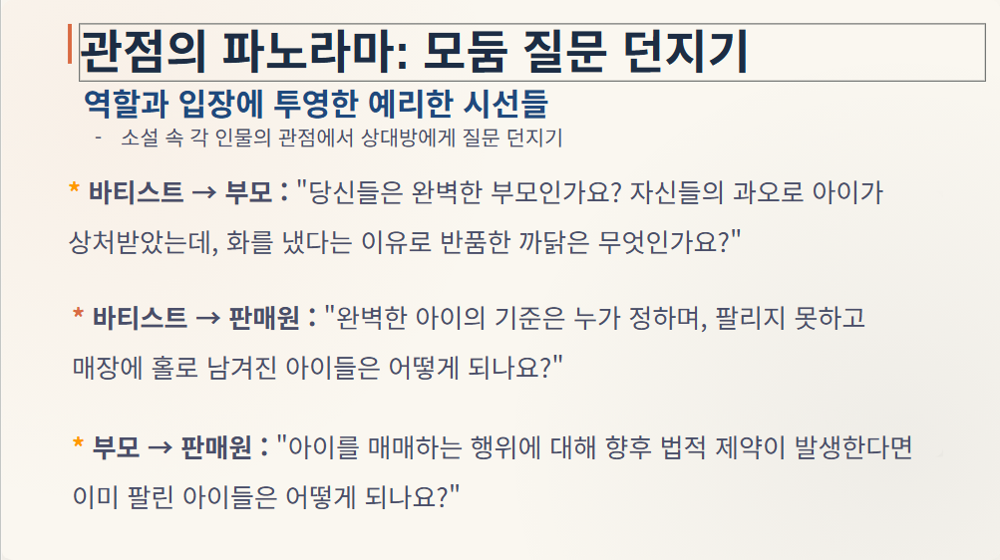 관점의 파노라마: 모둠 질문 던지기
역할과 입장에 투영한 예리한 시선들
- 소설 속 각 인물의 관점에서 상대방에게 질문 던지기
* 바티스트 → 부모 : "당신들은 완벽한 부모인가요? 자신들의 과오로 아이가
상처받았는데, 화를 냈다는 이유로 반품한 까닭은 무엇인가요?"
* 바티스트 → 판매원 : "완벽한 아이의 기준은 누가 정하며, 팔리지 못하고
매장에 홀로 남겨진 아이들은 어떻게 되나요?"
* 부모 → 판매원 : "아이를 매매하는 행위에 대해 향후 법적 제약이 발생한다면
이미 팔린 아이들은 어떻게 되나요?"